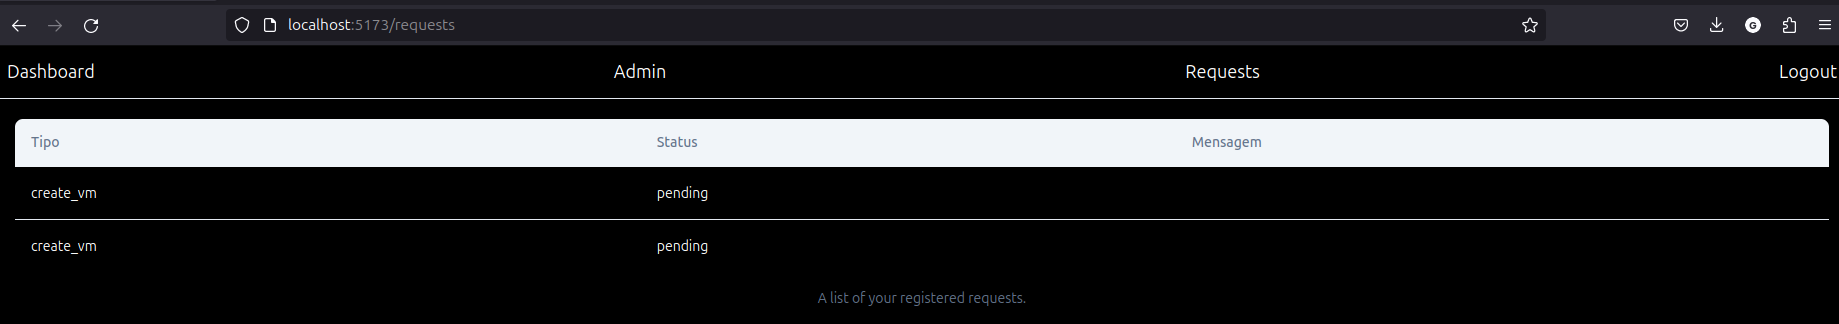 localhost:5173/requests
G
Dashboard Admin Requests Logout
Tipo Status Mensagem
create_vm pending
create_vm pending
A list of your registered requests.